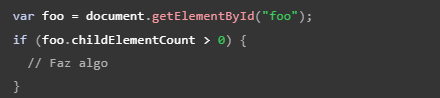 var foo = document.getElementById("foo");
if (foo.childElementCount > 0) {
  // Faz algo
}